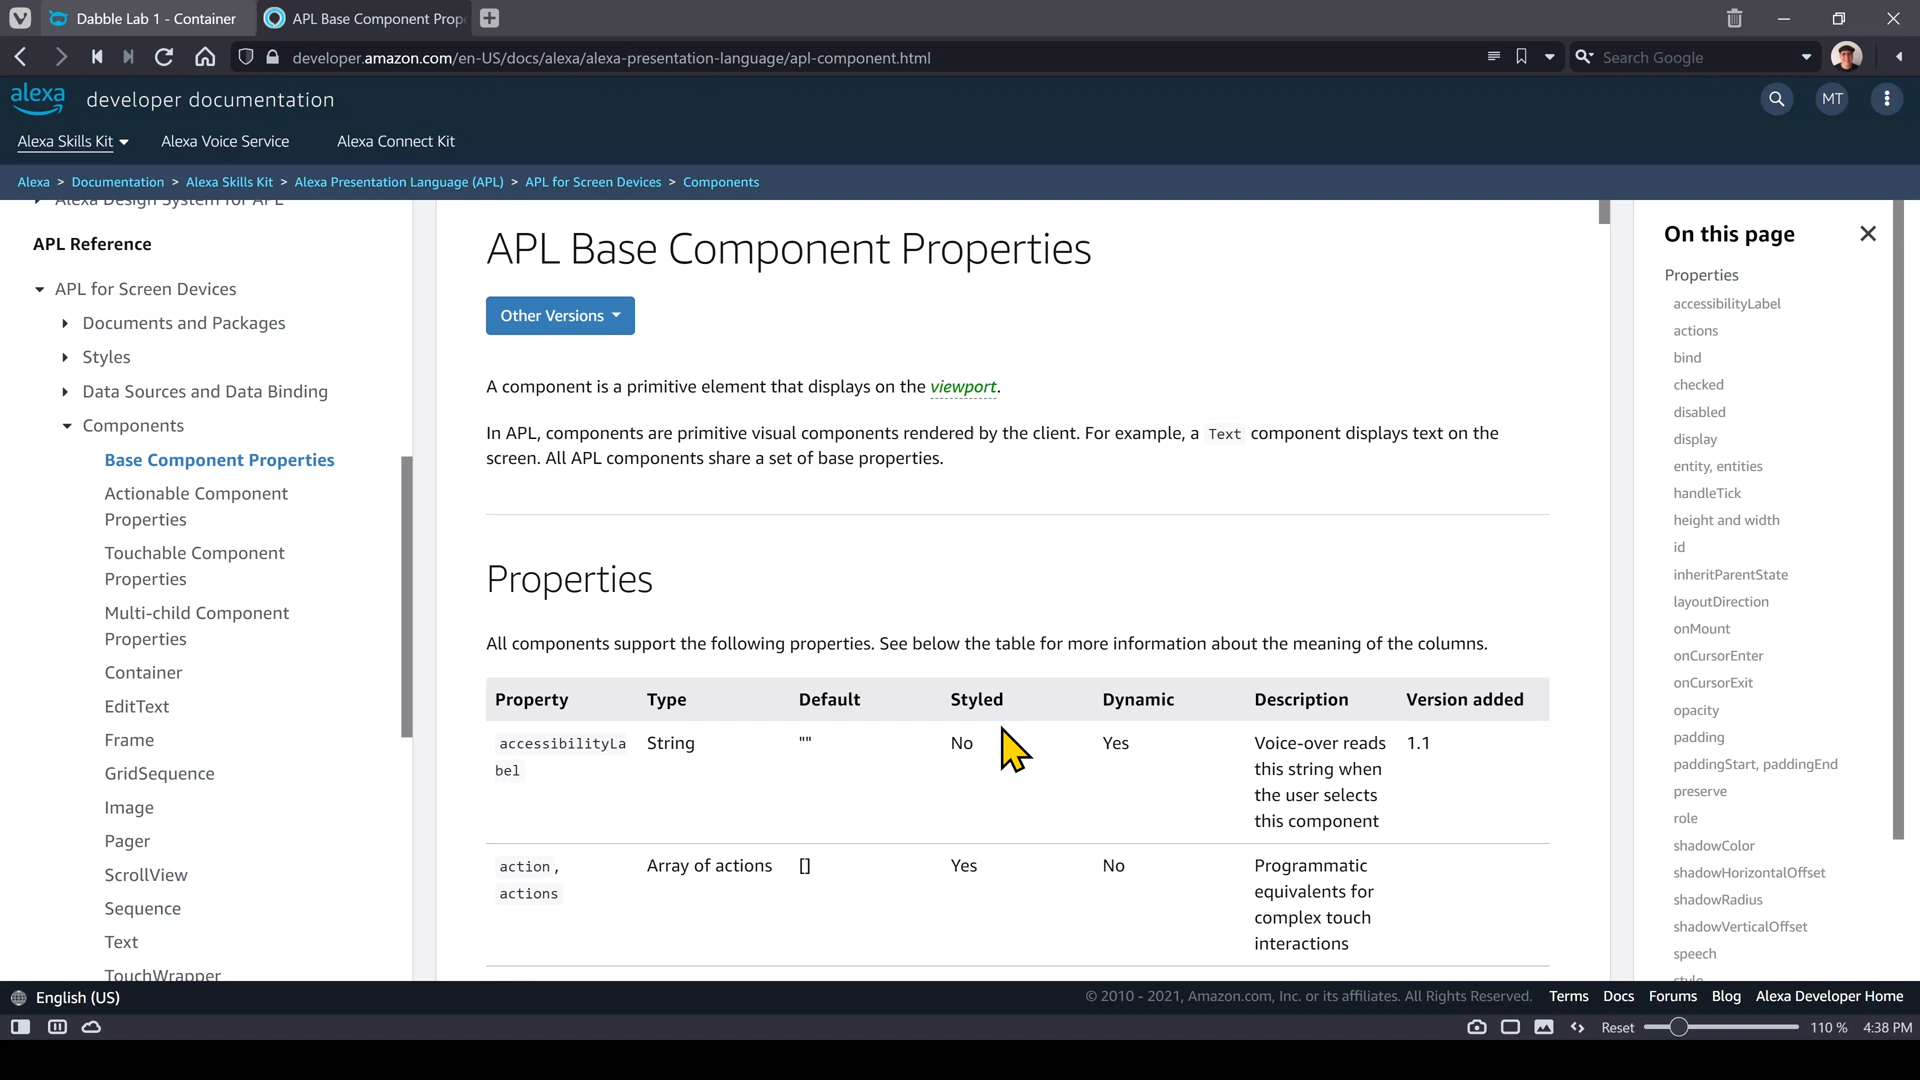 Dabble Lab 1 - Container
APL Base Component Prop
developer.amazon.com/en-US/docs/alexa/alexa-presentation-language/apl-component.html
Search Google
alexa
developer documentation
MT
Alexa Skills Kit
Alexa Voice Service
Alexa Connect Kit
Alexa > Documentation > Alexa Skills Kit > Alexa Presentation Language (APL) > APL for Screen Devices > Components
Alexa Design System for APL
APL Reference
APL for Screen Devices
Documents and Packages
Styles
Data Sources and Data Binding
Components
Base Component Properties
Actionable Component
Properties
Touchable Component
Properties
Multi-child Component
Properties
Container
EditText
Frame
GridSequence
Image
Pager
ScrollView
Sequence
Text
TouchWrapper
APL Base Component Properties
Other Versions
A component is a primitive element that displays on the viewport.
In APL, components are primitive visual components rendered by the client. For example, a Text component displays text on the
screen. All APL components share a set of base properties.
Properties
All components support the following properties. See below the table for more information about the meaning of the columns.
Property Type Default Styled Dynamic Description Version added
accessibilityLa String "" No Yes Voice-over reads 1.1
bel this string when
the user selects
this component
action, Array of actions [] Yes No Programmatic
actions equivalents for
complex touch
interactions
On this page
Properties
accessibilityLabel
actions
bind
checked
disabled
display
entity, entities
handleTick
height and width
id
inheritParentState
layoutDirection
onMount
onCursorEnter
onCursorExit
opacity
padding
paddingStart, paddingEnd
preserve
role
shadowColor
shadowHorizontalOffset
shadowRadius
shadowVerticalOffset
speech
style
English (US)
© 2010 - 2021, Amazon.com, Inc. or its affiliates. All Rights Reserved. Terms Docs Forums Blog Alexa Developer Home
Reset 110 % 4:38 PM